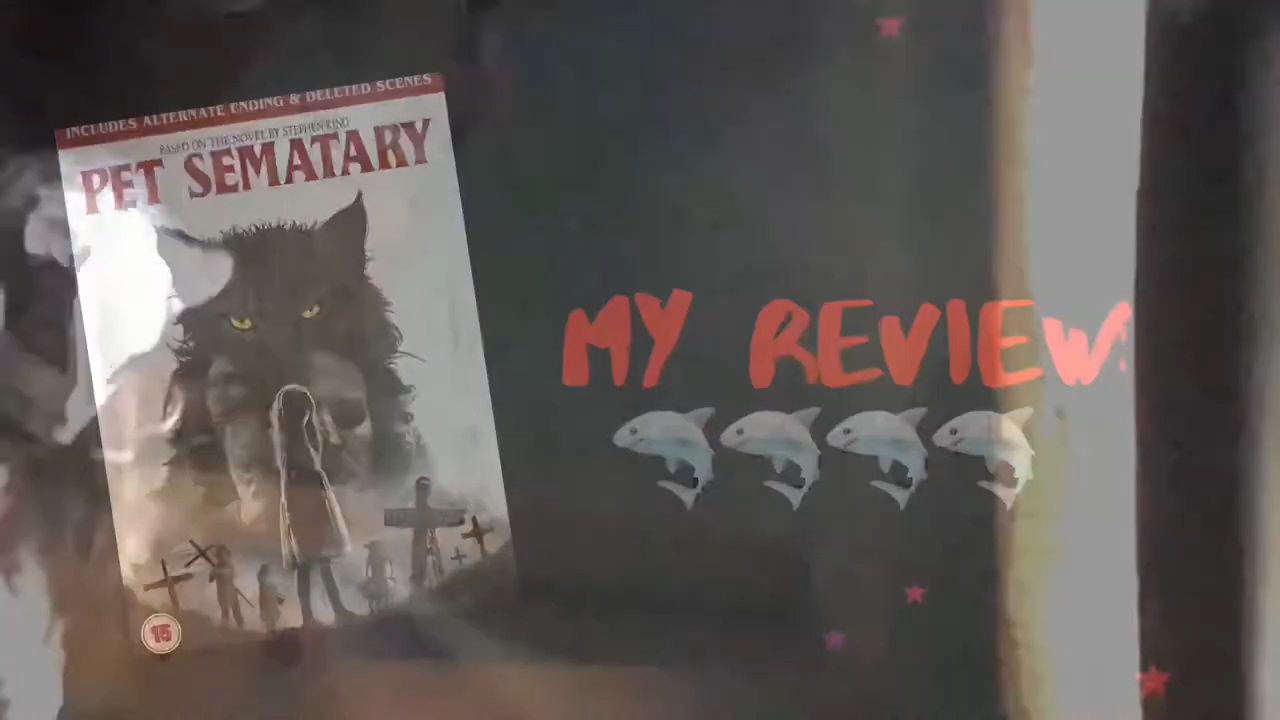 INCLUDES ALTERNATE ENDING & DELETED SCENES
BASED ON THE NOVEL BY STEPHEN KING
PET SEMATARY
15
MY REVIEW: